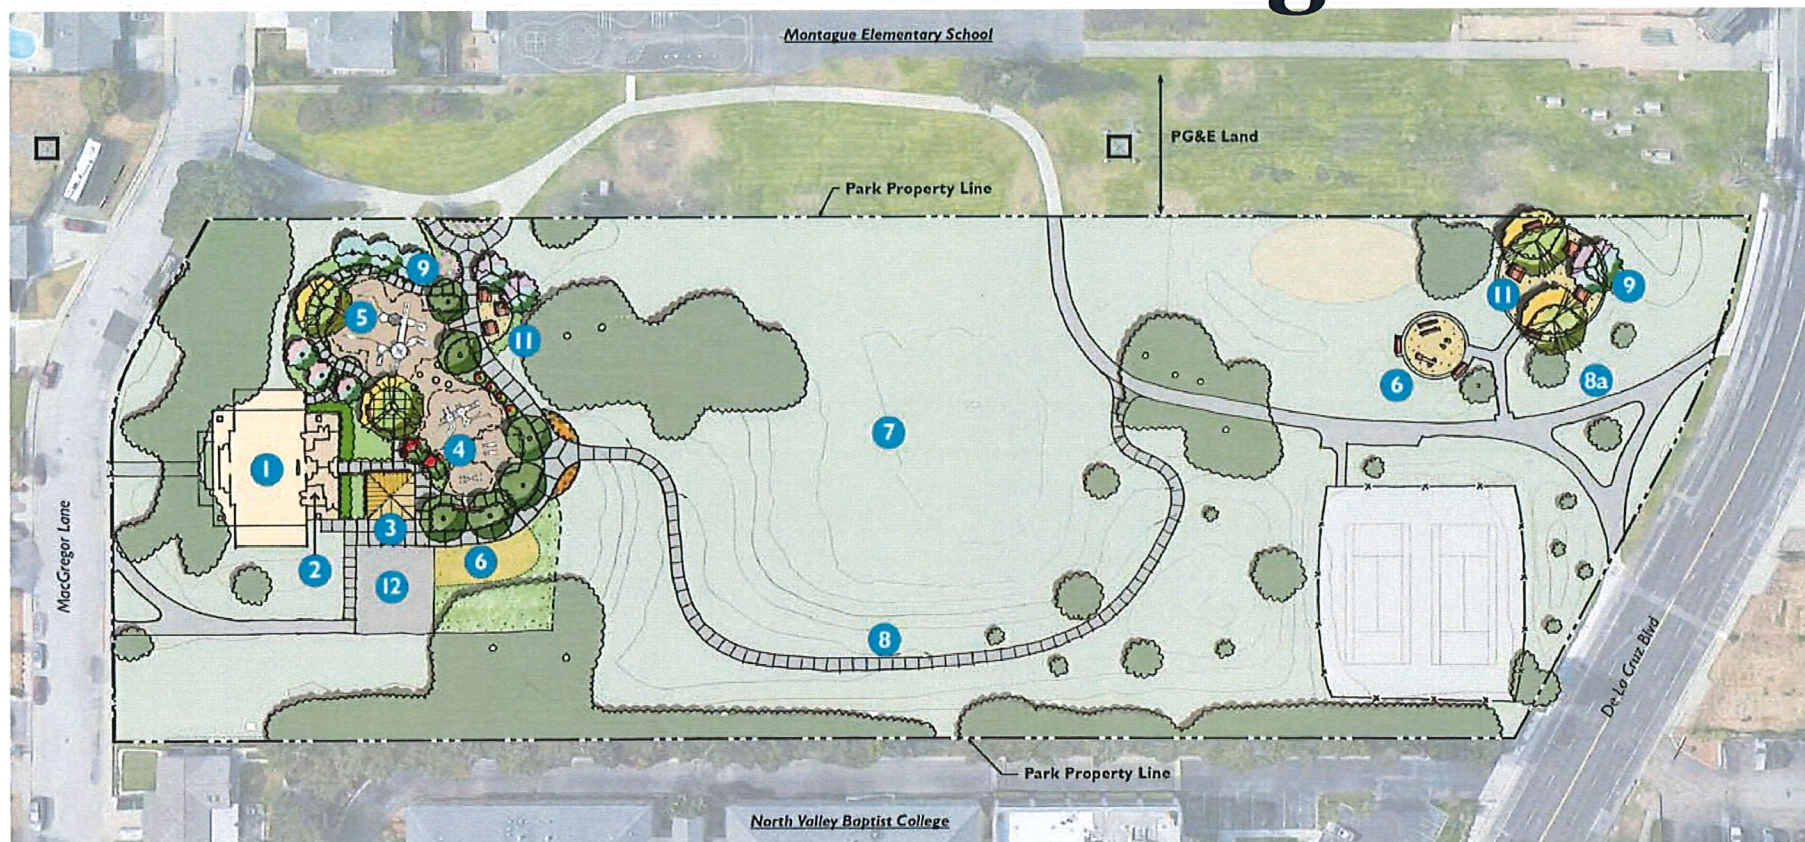 g
Montague Elementary School
PG&E Land
Park Property Line
9
5
11
11
9
6
8a
7
4
1
3
2
12
6
8
MacGregor Lane
De La Cruz Blvd
Park Property Line
North Valley Baptist College